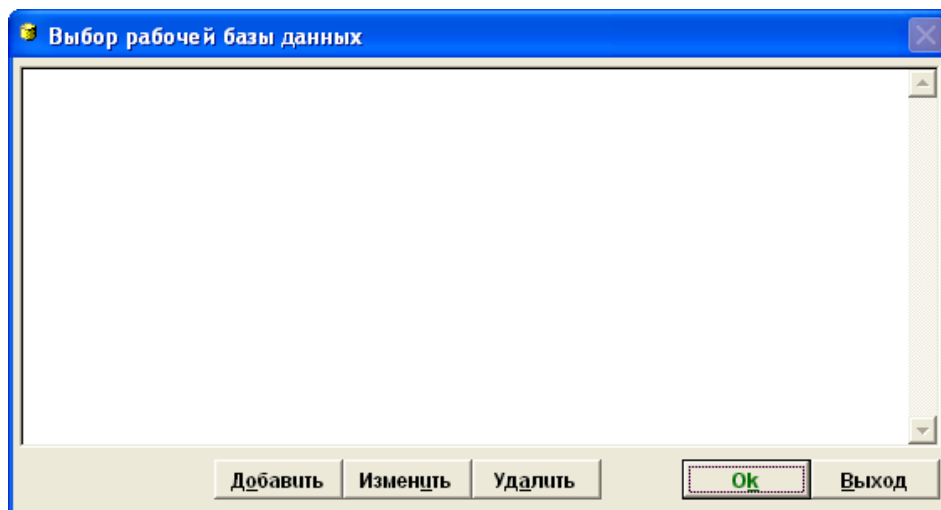 Выбор рабочей базы данных
Добавить Изменить Удалить Ok Выход